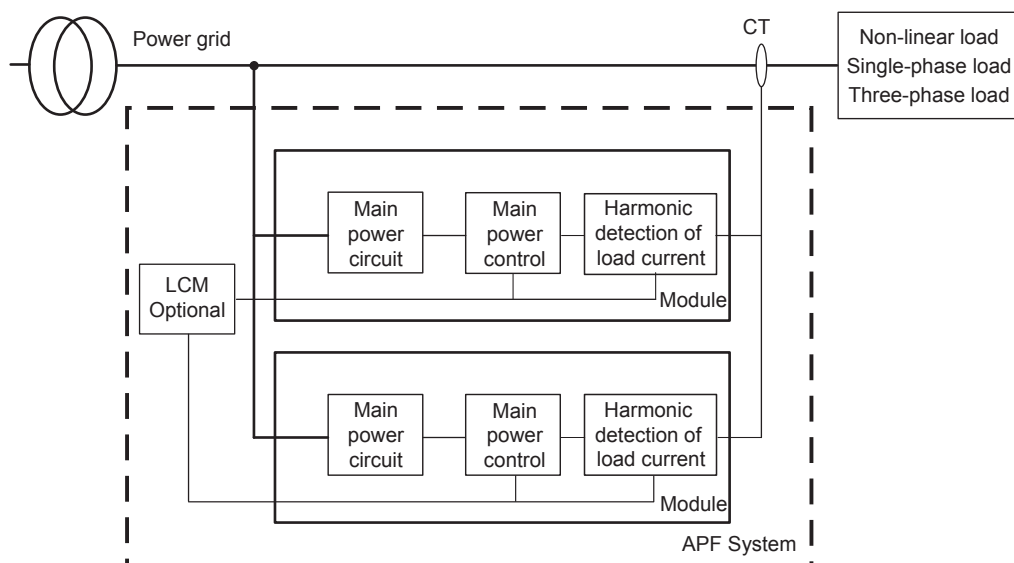 Power grid
CT
Non-linear load
Single-phase load
Three-phase load
Main
power
circuit
Main
power
control
Harmonic
detection of
load current
LCM
Optional
Module
Main
power
circuit
Main
power
control
Harmonic
detection of
load current
Module
APF System